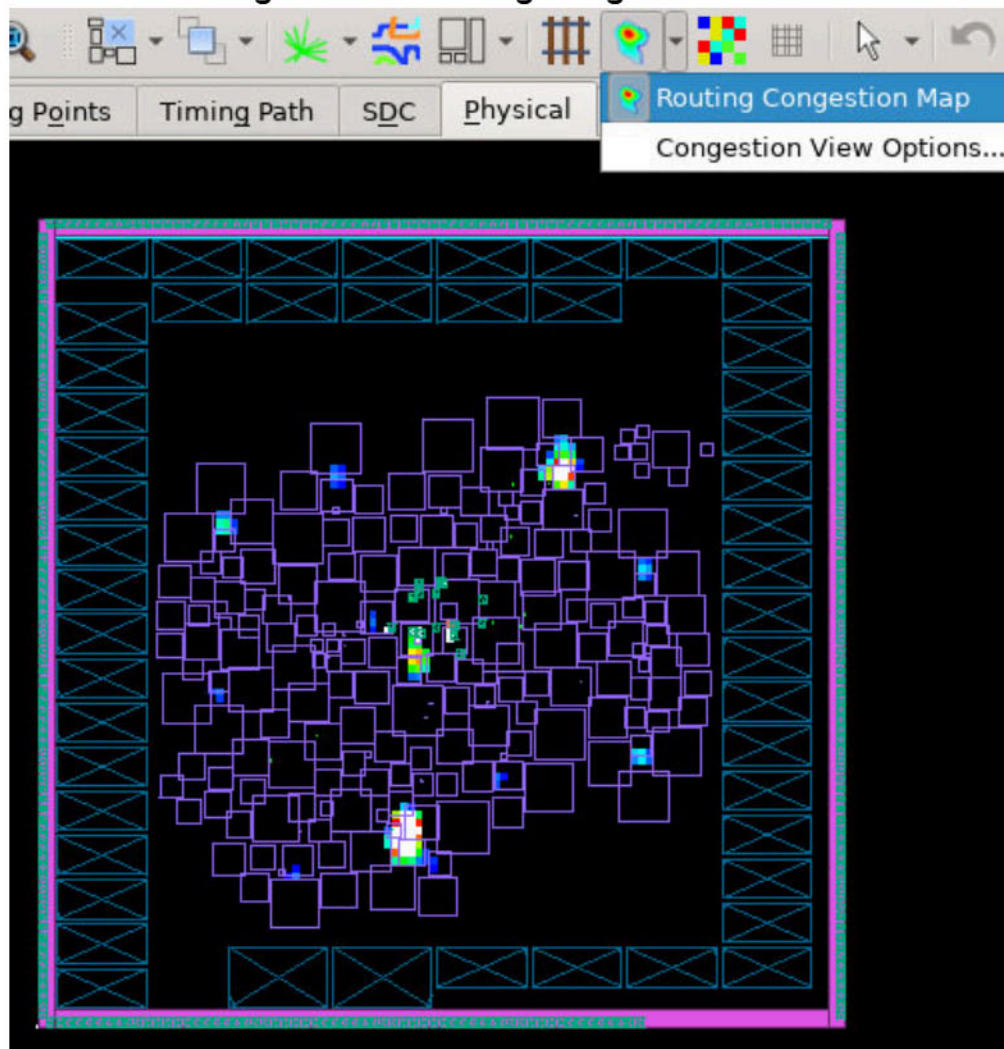 g Points
Timing Path
SDC
Physical
Routing Congestion Map
Congestion View Options...